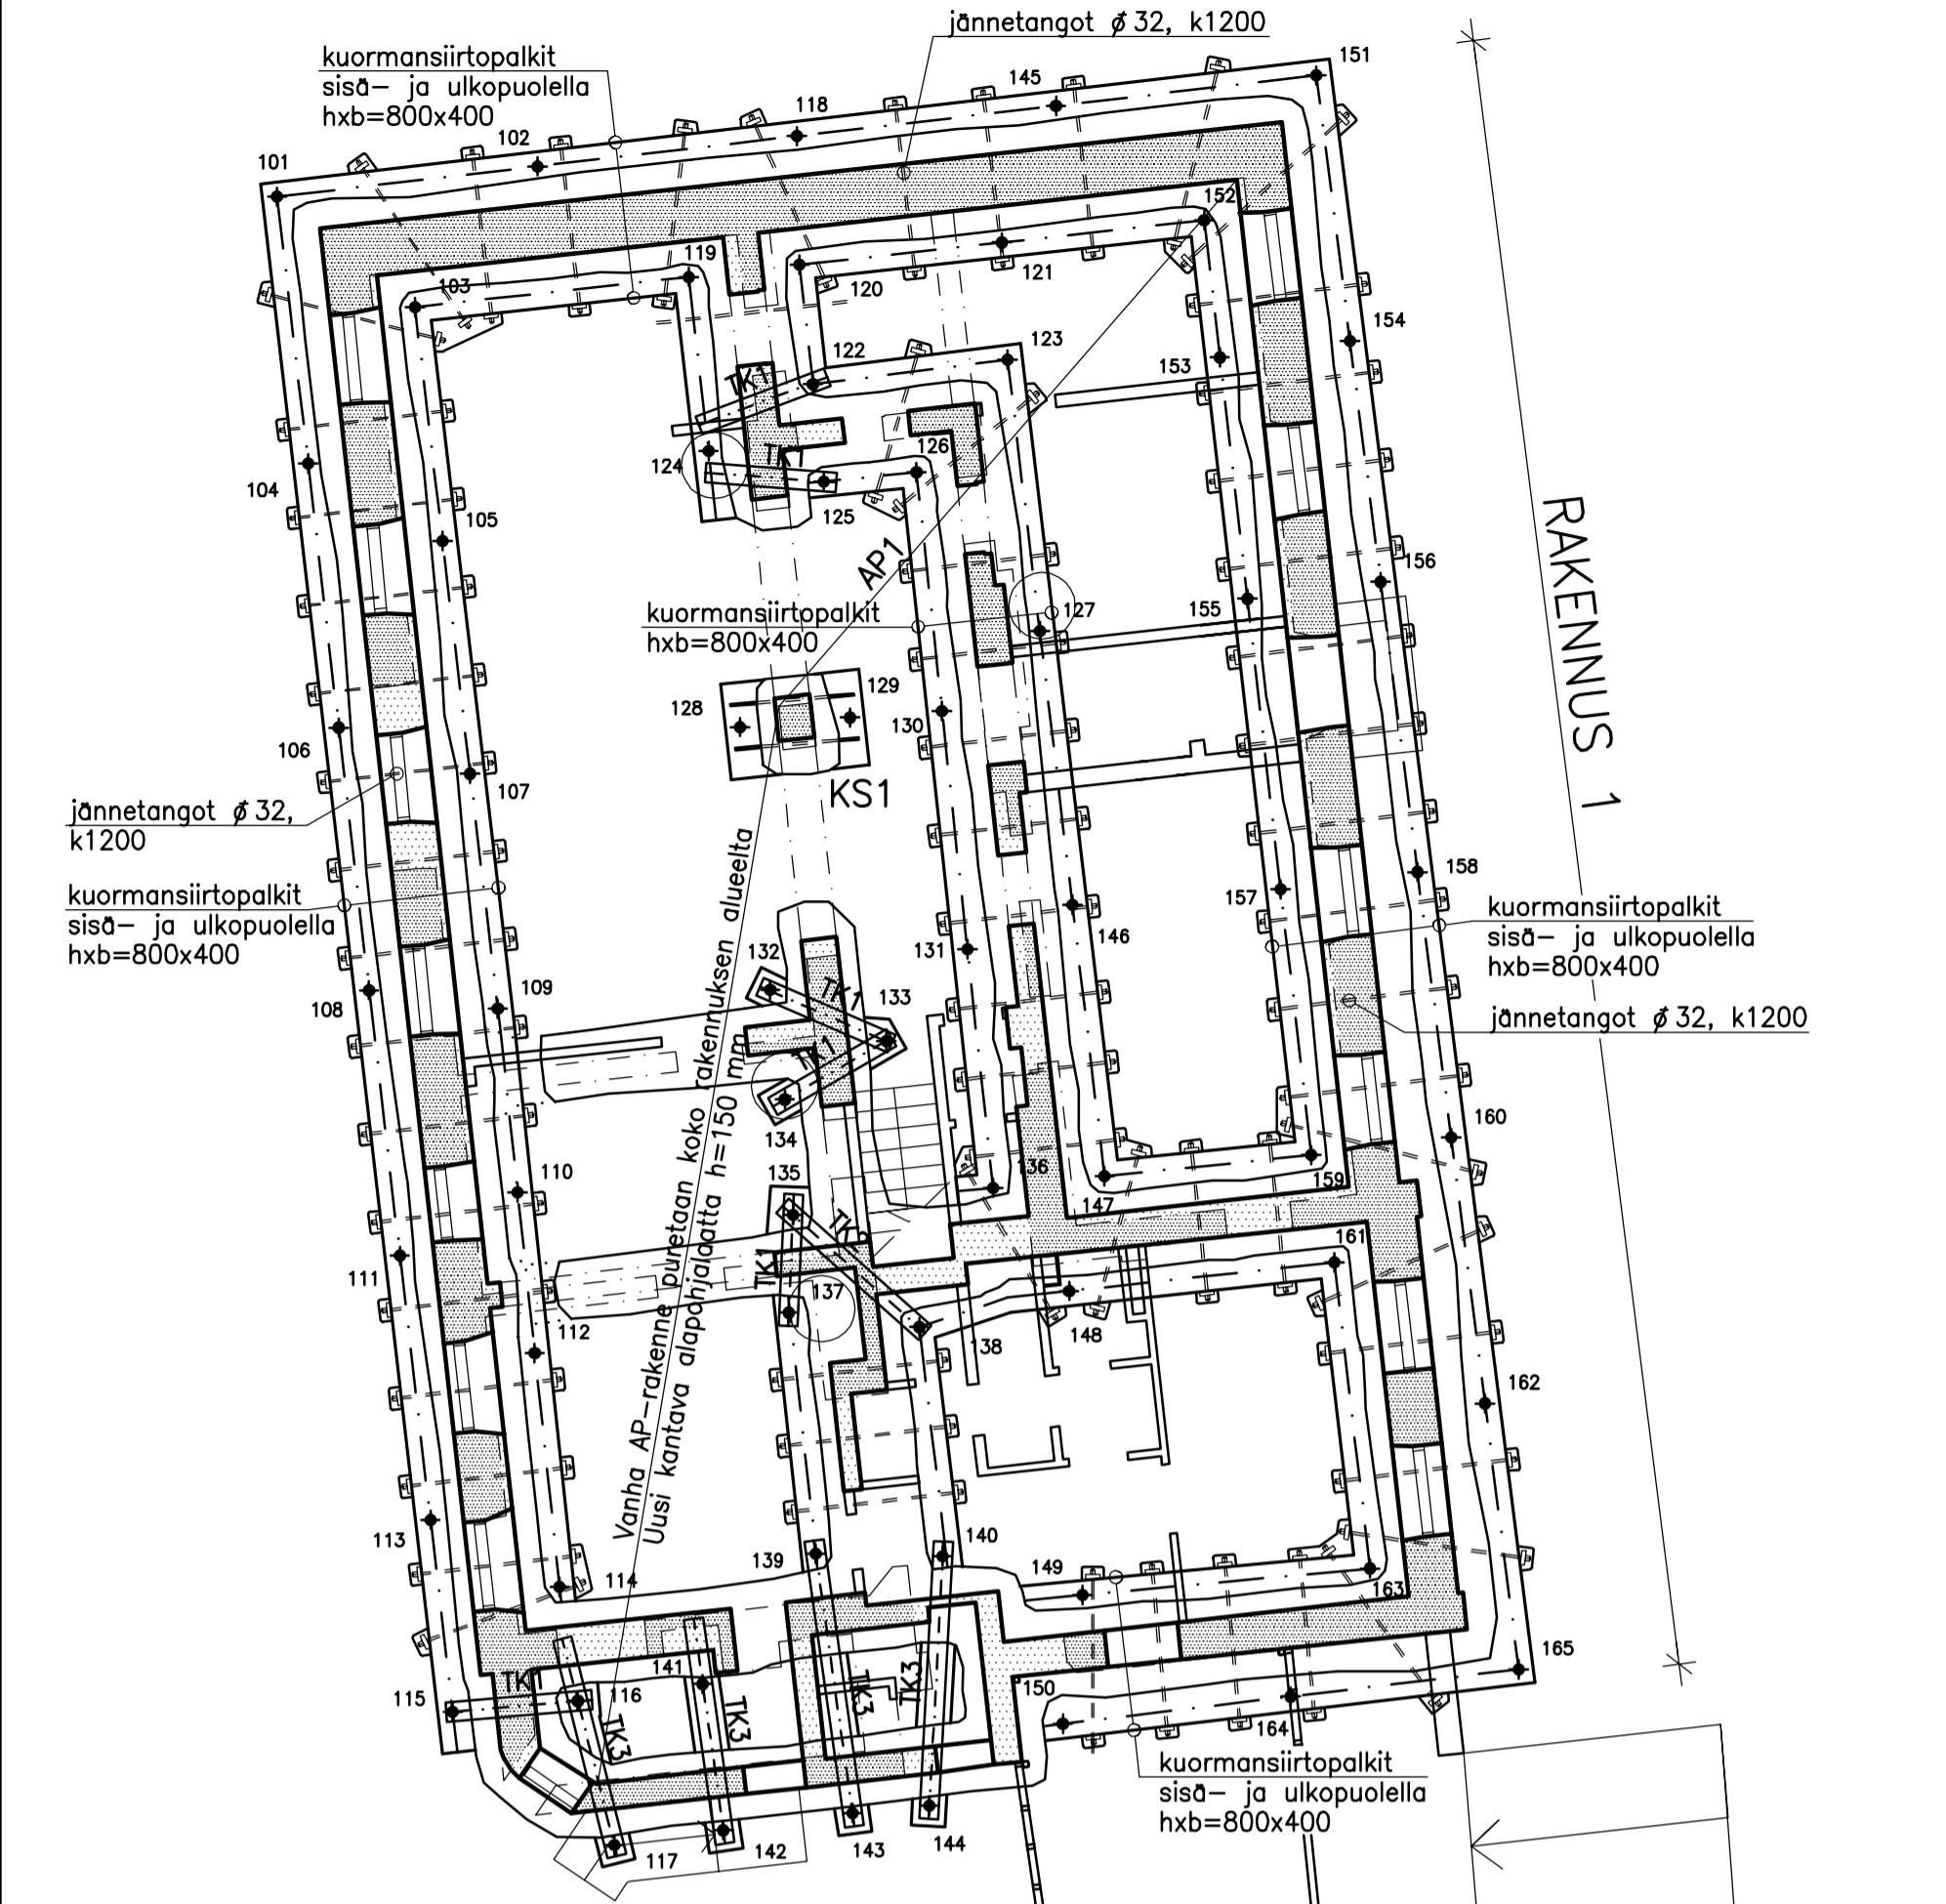 jännetangot ø 32, k1200
151
kuormansiirtopalkit
sisä- ja ulkopuolella
hxb=800x400
145
118
102
101
152
119
103
120
121
154
122
123
153
TK1
TK1
126
124
104
125
105
RAKENNUS 1
AP1
156
155
kuormansiirtopalkit
hxb=800x400
127
129
128
130
106
107
KS1
jännetangot ø 32,
k1200
158
157
kuormansiirtopalkit
sisä- ja ulkopuolella
hxb=800x400
kuormansiirtopalkit
sisä- ja ulkopuolella
hxb=800x400
146
131
132
TK1
133
109
108
jännetangot ø 32, k1200
TK1
160
134
135
136
110
147
159
161
111
TK1
137
112
138
148
Vanha AP-rakenne puretaan koko rakennuksen alueelta
Uusi kantava alapohjalaatta h=150 mm
162
113
139
140
149
114
163
165
141
115
116
150
TK3
TK3
TK3
TK3
164
kuormansiirtopalkit
sisä- ja ulkopuolella
hxb=800x400
117
142
143
144